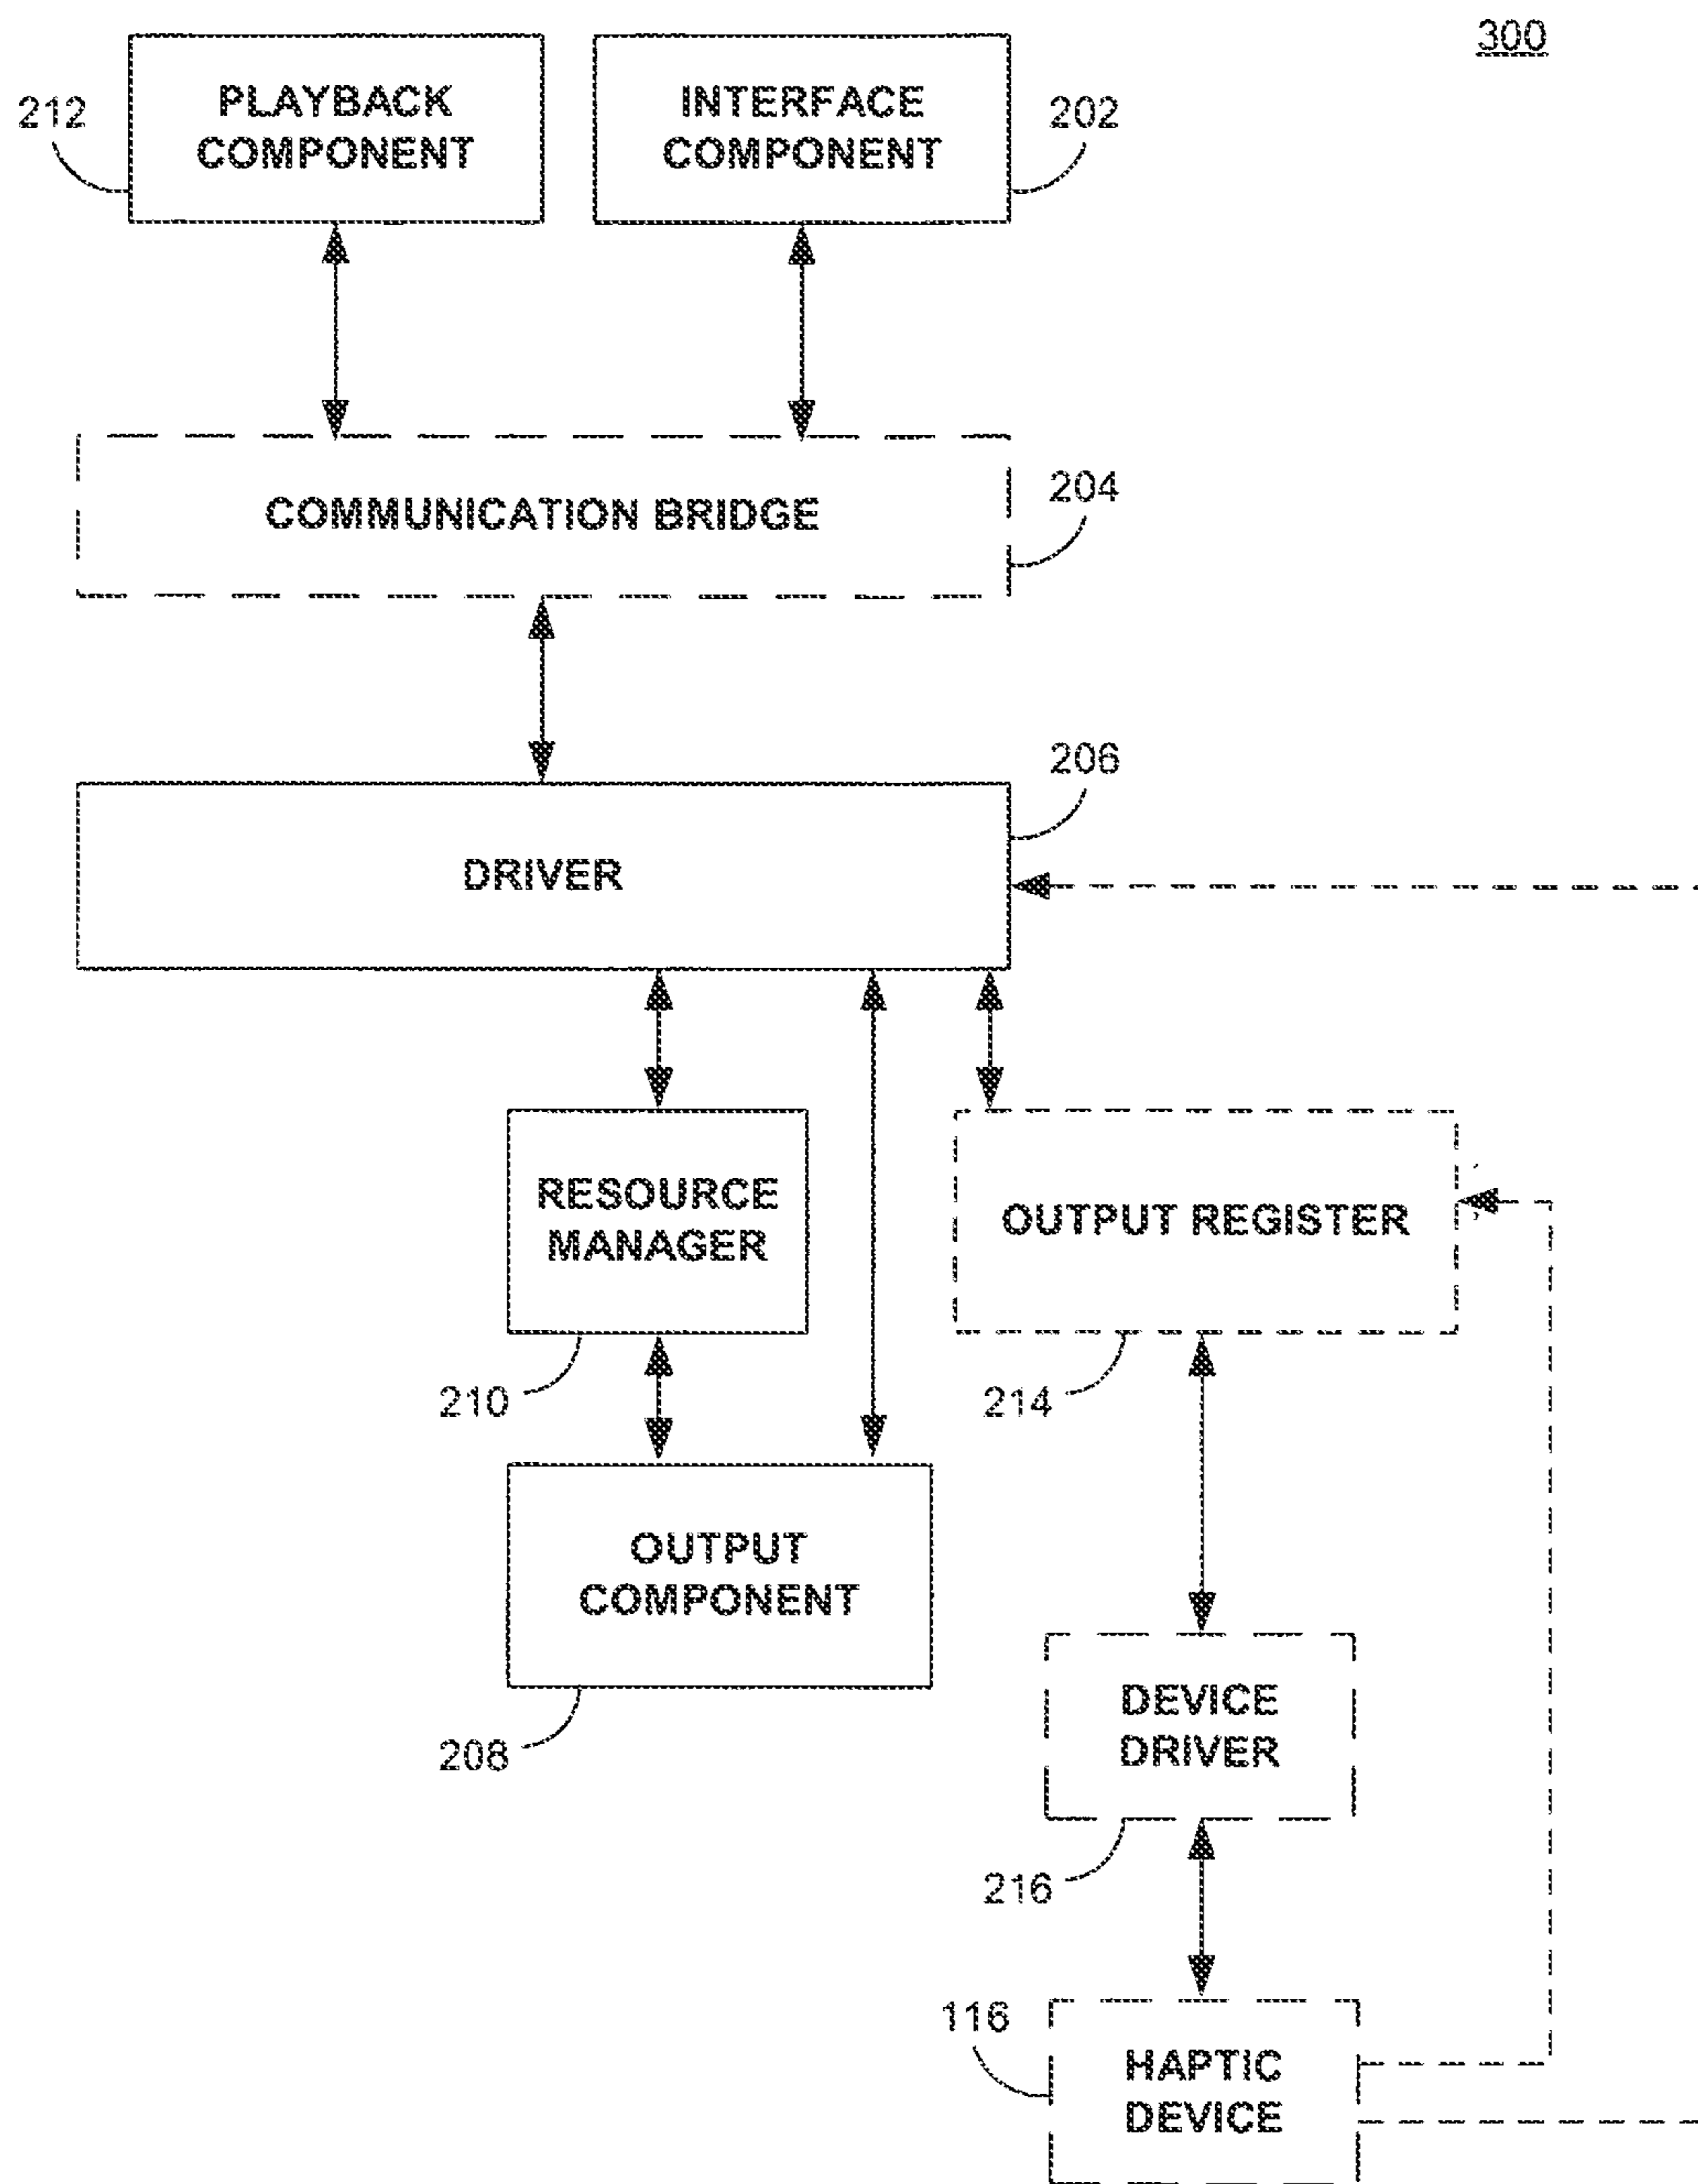 300
PLAYBACK
COMPONENT
212
INTERFACE
COMPONENT
202
COMMUNICATION BRIDGE
204
206
DRIVER
RESOURCE
MANAGER
210
OUTPUT REGISTER
214
OUTPUT
COMPONENT
208
DEVICE
DRIVER
216
116
HAPTIC
DEVICE